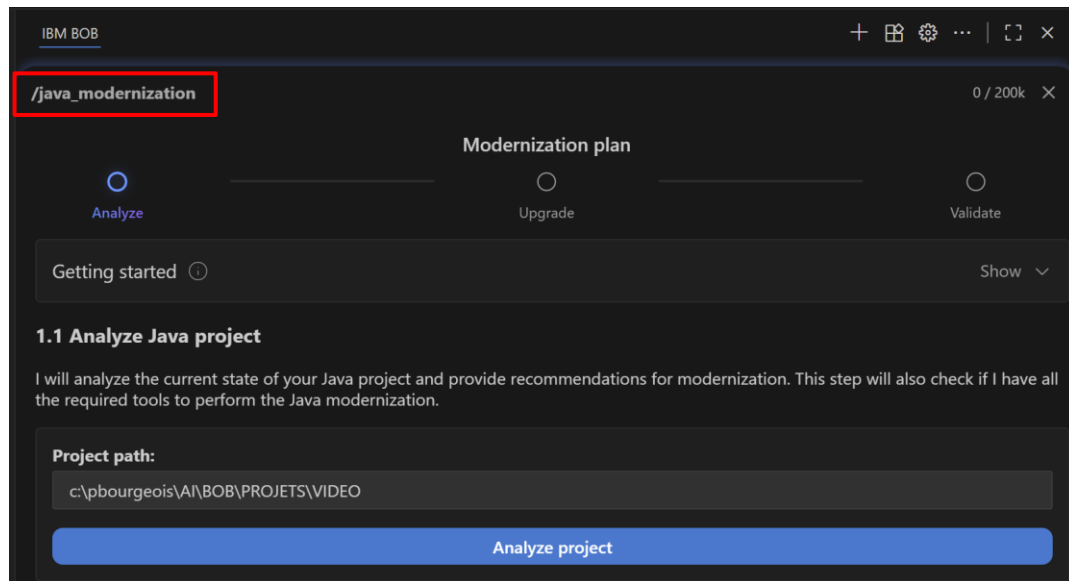 IBM BOB
/java_modernization
0 / 200k
Modernization plan
Analyze
Upgrade
Validate
Getting started
Show
1.1 Analyze Java project
I will analyze the current state of your Java project and provide recommendations for modernization. This step will also check if I have all
the required tools to perform the Java modernization.
Project path:
c:\pbourgeois\AI\BOB\PROJETS\VIDEO
Analyze project